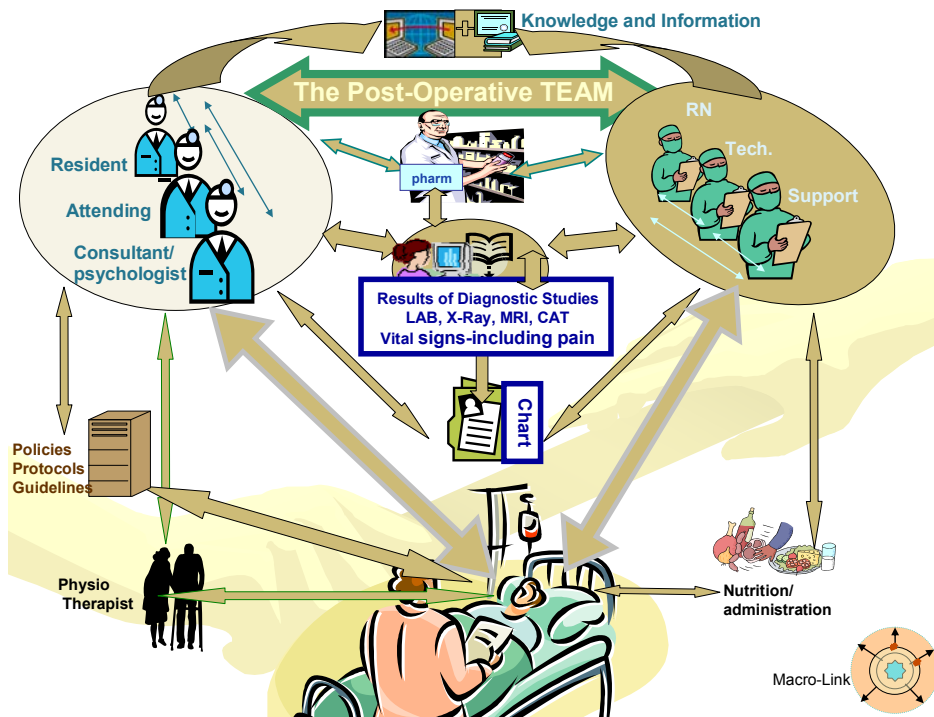 Knowledge and Information
The Post-Operative TEAM
RN
Tech.
Support
Resident
Attending
Consultant/
psychologist
pharm
Results of Diagnostic Studies
LAB, X-Ray, MRI, CAT
Vital signs-including pain
Chart
Policies
Protocols
Guidelines
Physio
Therapist
Nutrition/
administration
Macro-Link